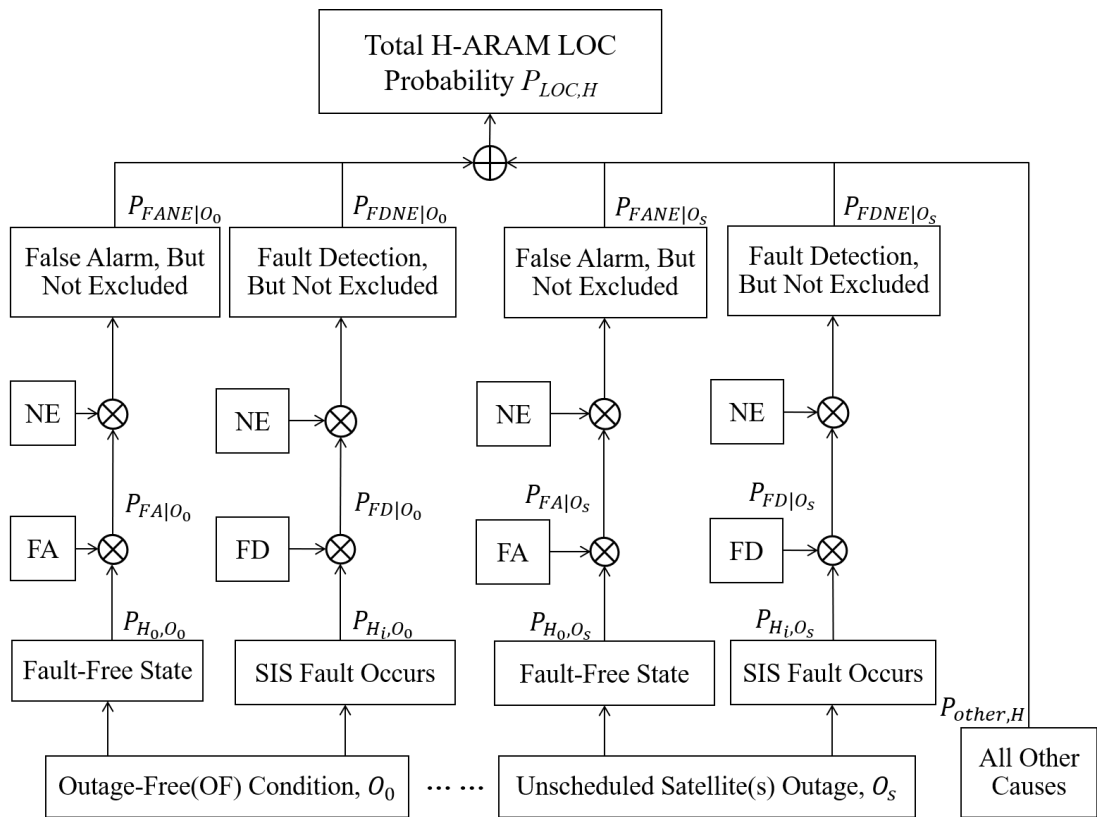 Total H-ARAM LOC
Probability P_{LOC,H}
P_{FANE|O_0}
P_{FDNE|O_0}
P_{FANE|O_s}
P_{FDNE|O_s}
False Alarm, But
Not Excluded
Fault Detection,
But Not Excluded
False Alarm, But
Not Excluded
Fault Detection,
But Not Excluded
NE
NE
NE
NE
P_{FA|O_0}
P_{FD|O_0}
P_{FA|O_s}
P_{FD|O_s}
FA
FD
FA
FD
P_{H_0,O_0}
P_{H_i,O_0}
P_{H_0,O_s}
P_{H_i,O_s}
Fault-Free State
SIS Fault Occurs
Fault-Free State
SIS Fault Occurs
P_{other,H}
Outage-Free(OF) Condition, O_0
... ...
Unscheduled Satellite(s) Outage, O_s
All Other
Causes